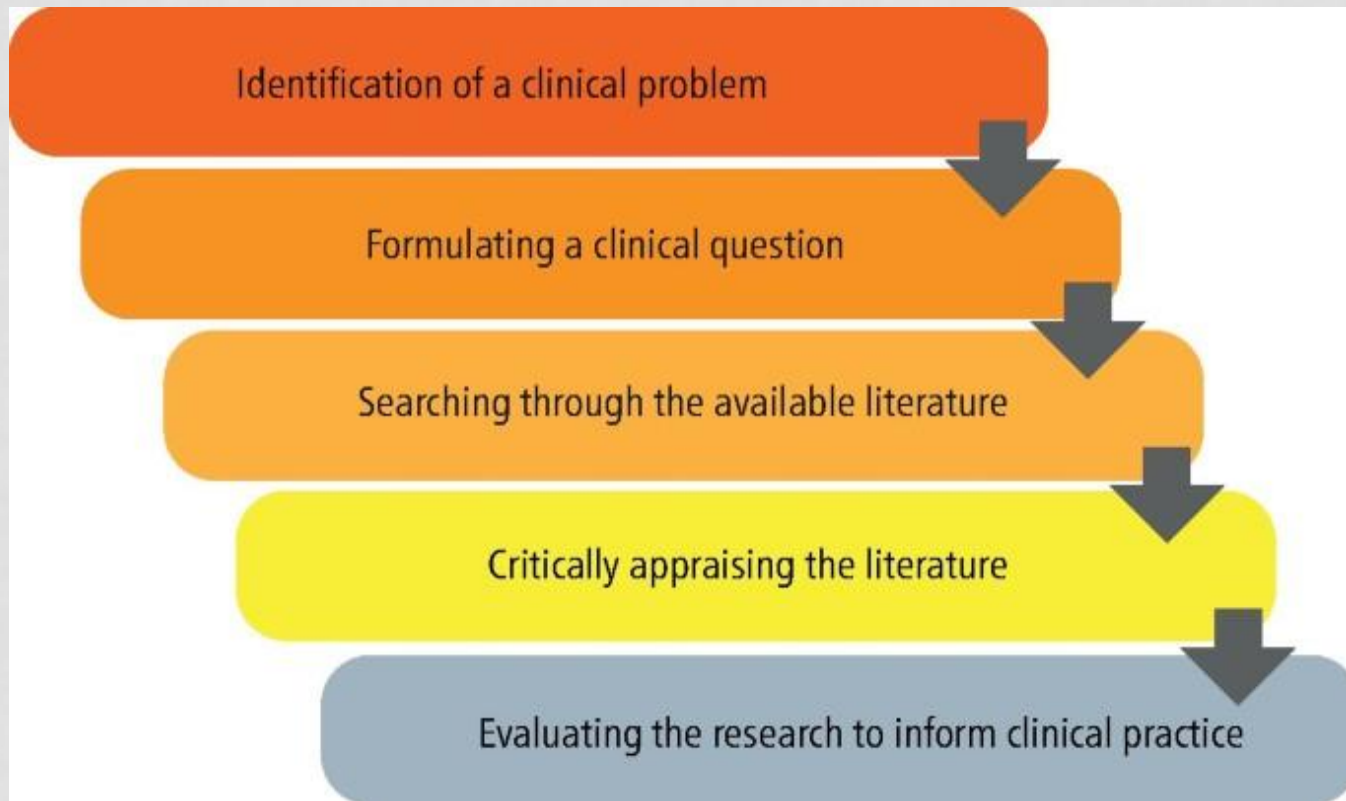 Identification of a clinical problem
Formulating a clinical question
Searching through the available literature
Critically appraising the literature
Evaluating the research to inform clinical practice